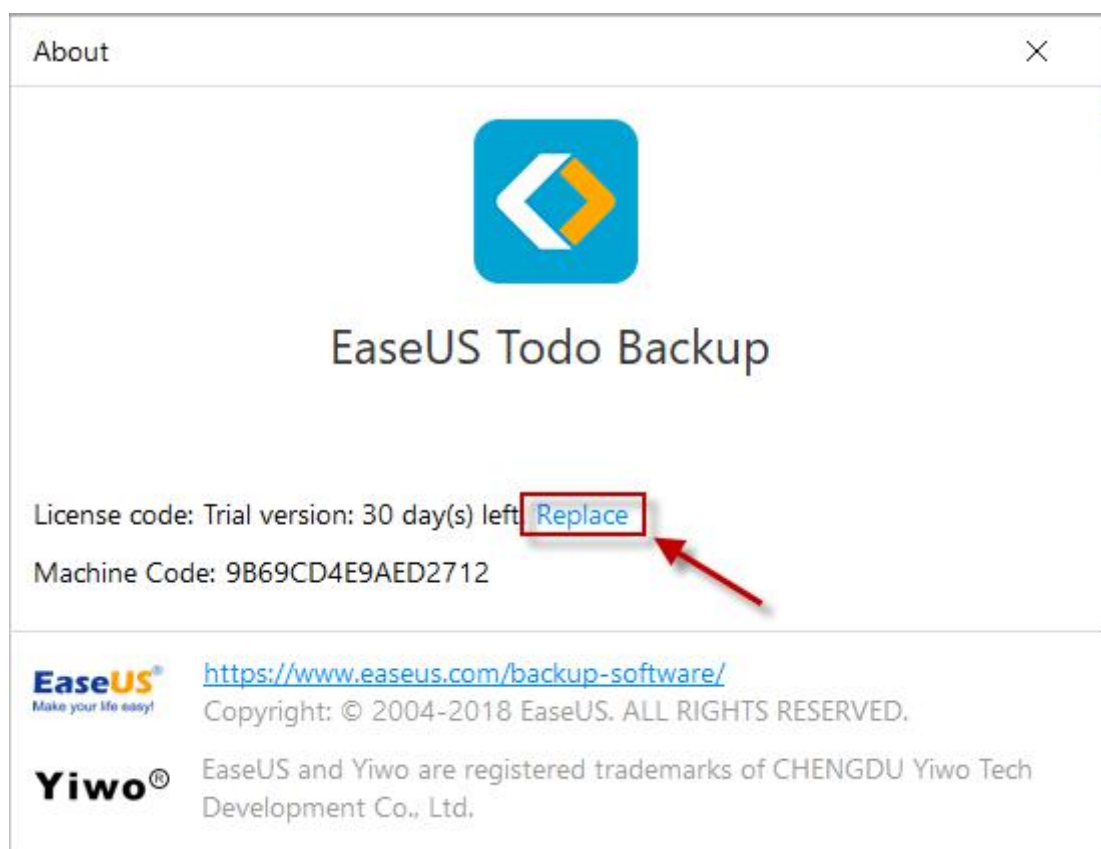 About
EaseUS Todo Backup
License code: Trial version: 30 day(s) left Replace
Machine Code: 9B69CD4E9AED2712
EaseUS®
Make your life easy!
https://www.easeus.com/backup-software/
Copyright: © 2004-2018 EaseUS. ALL RIGHTS RESERVED.
Yiwo®
EaseUS and Yiwo are registered trademarks of CHENGDU Yiwo Tech
Development Co., Ltd.